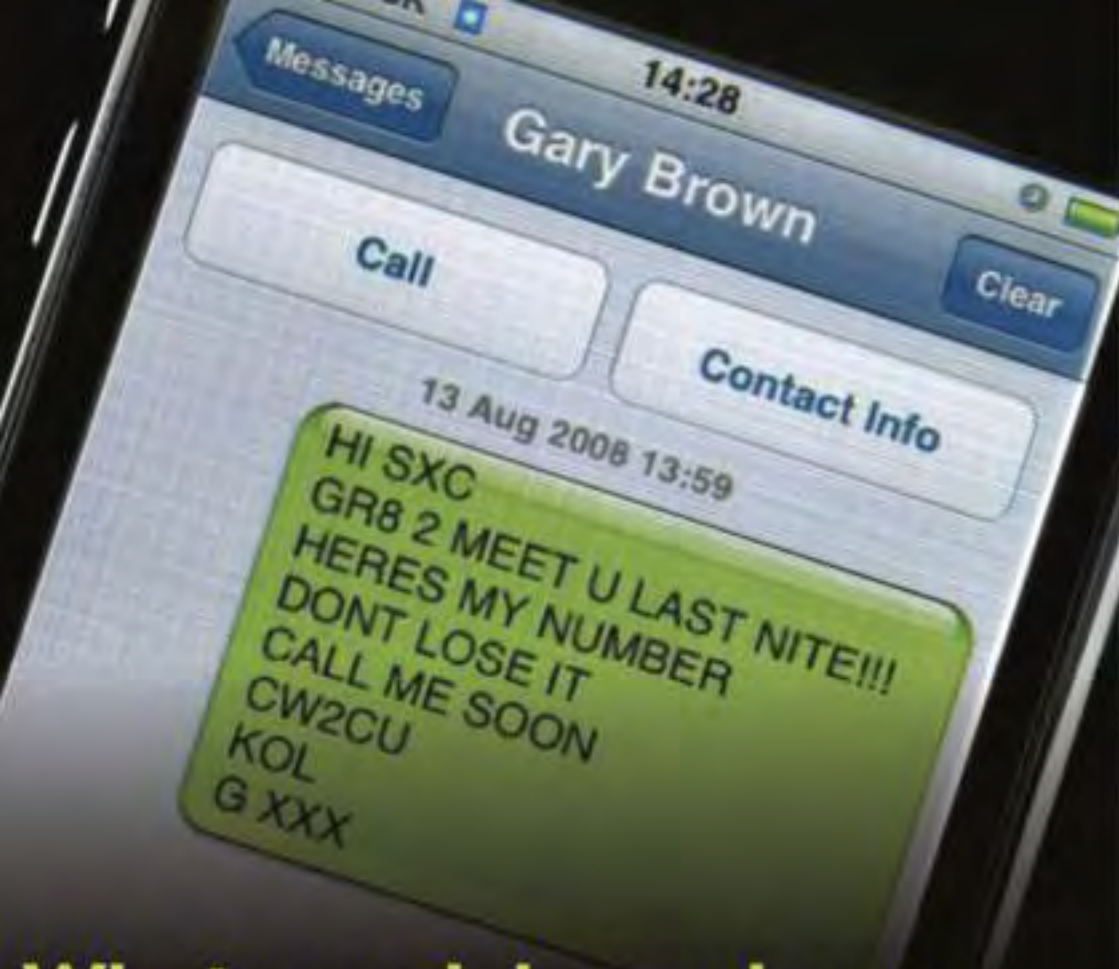 Messages
14:28
Gary Brown
Clear
Call
Contact Info
13 Aug 2008 13:59
HI SXC
GR8 2 MEET U LAST NITE!!!
HERES MY NUMBER
DONT LOSE IT
CALL ME SOON
CW2CU
KOL
G XXX